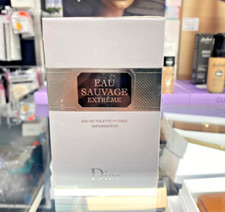 EAU
SAUVAGE
EXTRÊME
EAU DE TOILETTE INTENSE
VAPORISATEUR
Dior